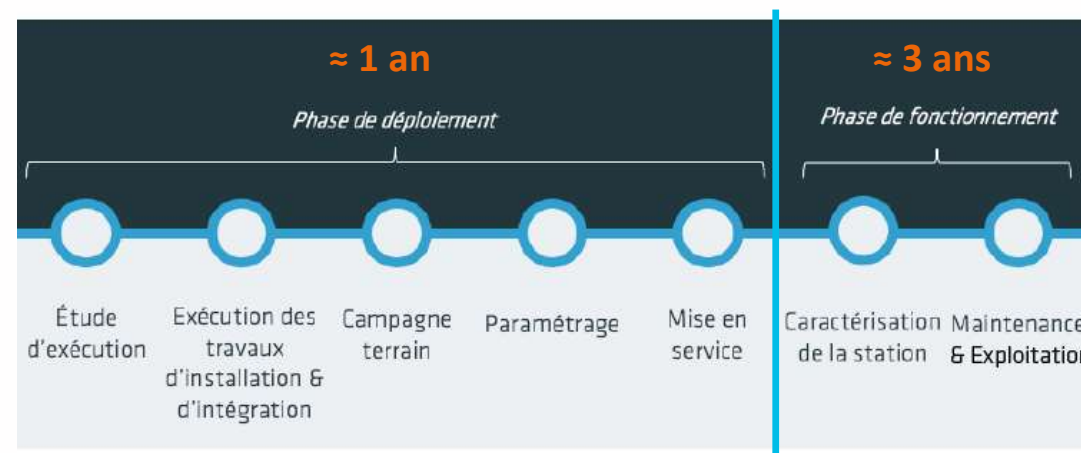 ≈ 1 an
≈ 3 ans
Phase de déploiement
Phase de fonctionnement
Étude
d'exécution
Exécution des
travaux
d'installation &
d'intégration
Campagne
terrain
Paramétrage
Mise en
service
Caractérisation
de la station
Maintenance
& Exploitation